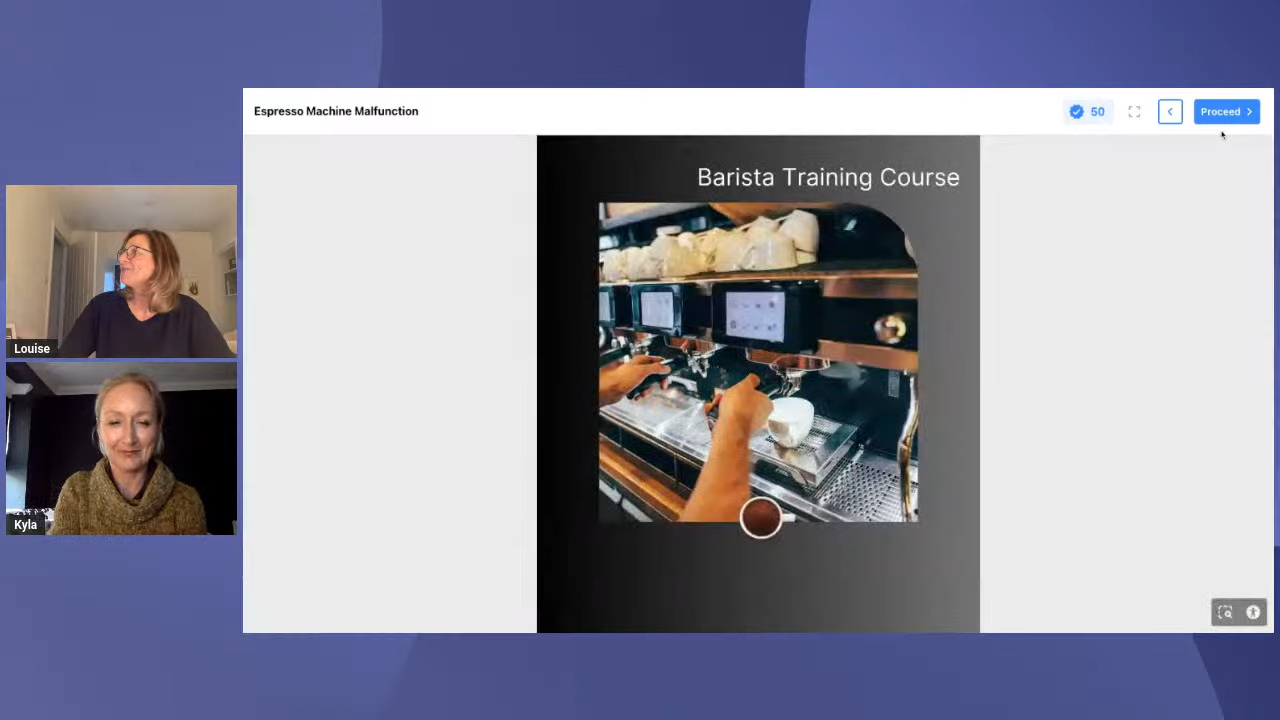 Espresso Machine Malfunction
50
Proceed
Barista Training Course
Louise
Kyla